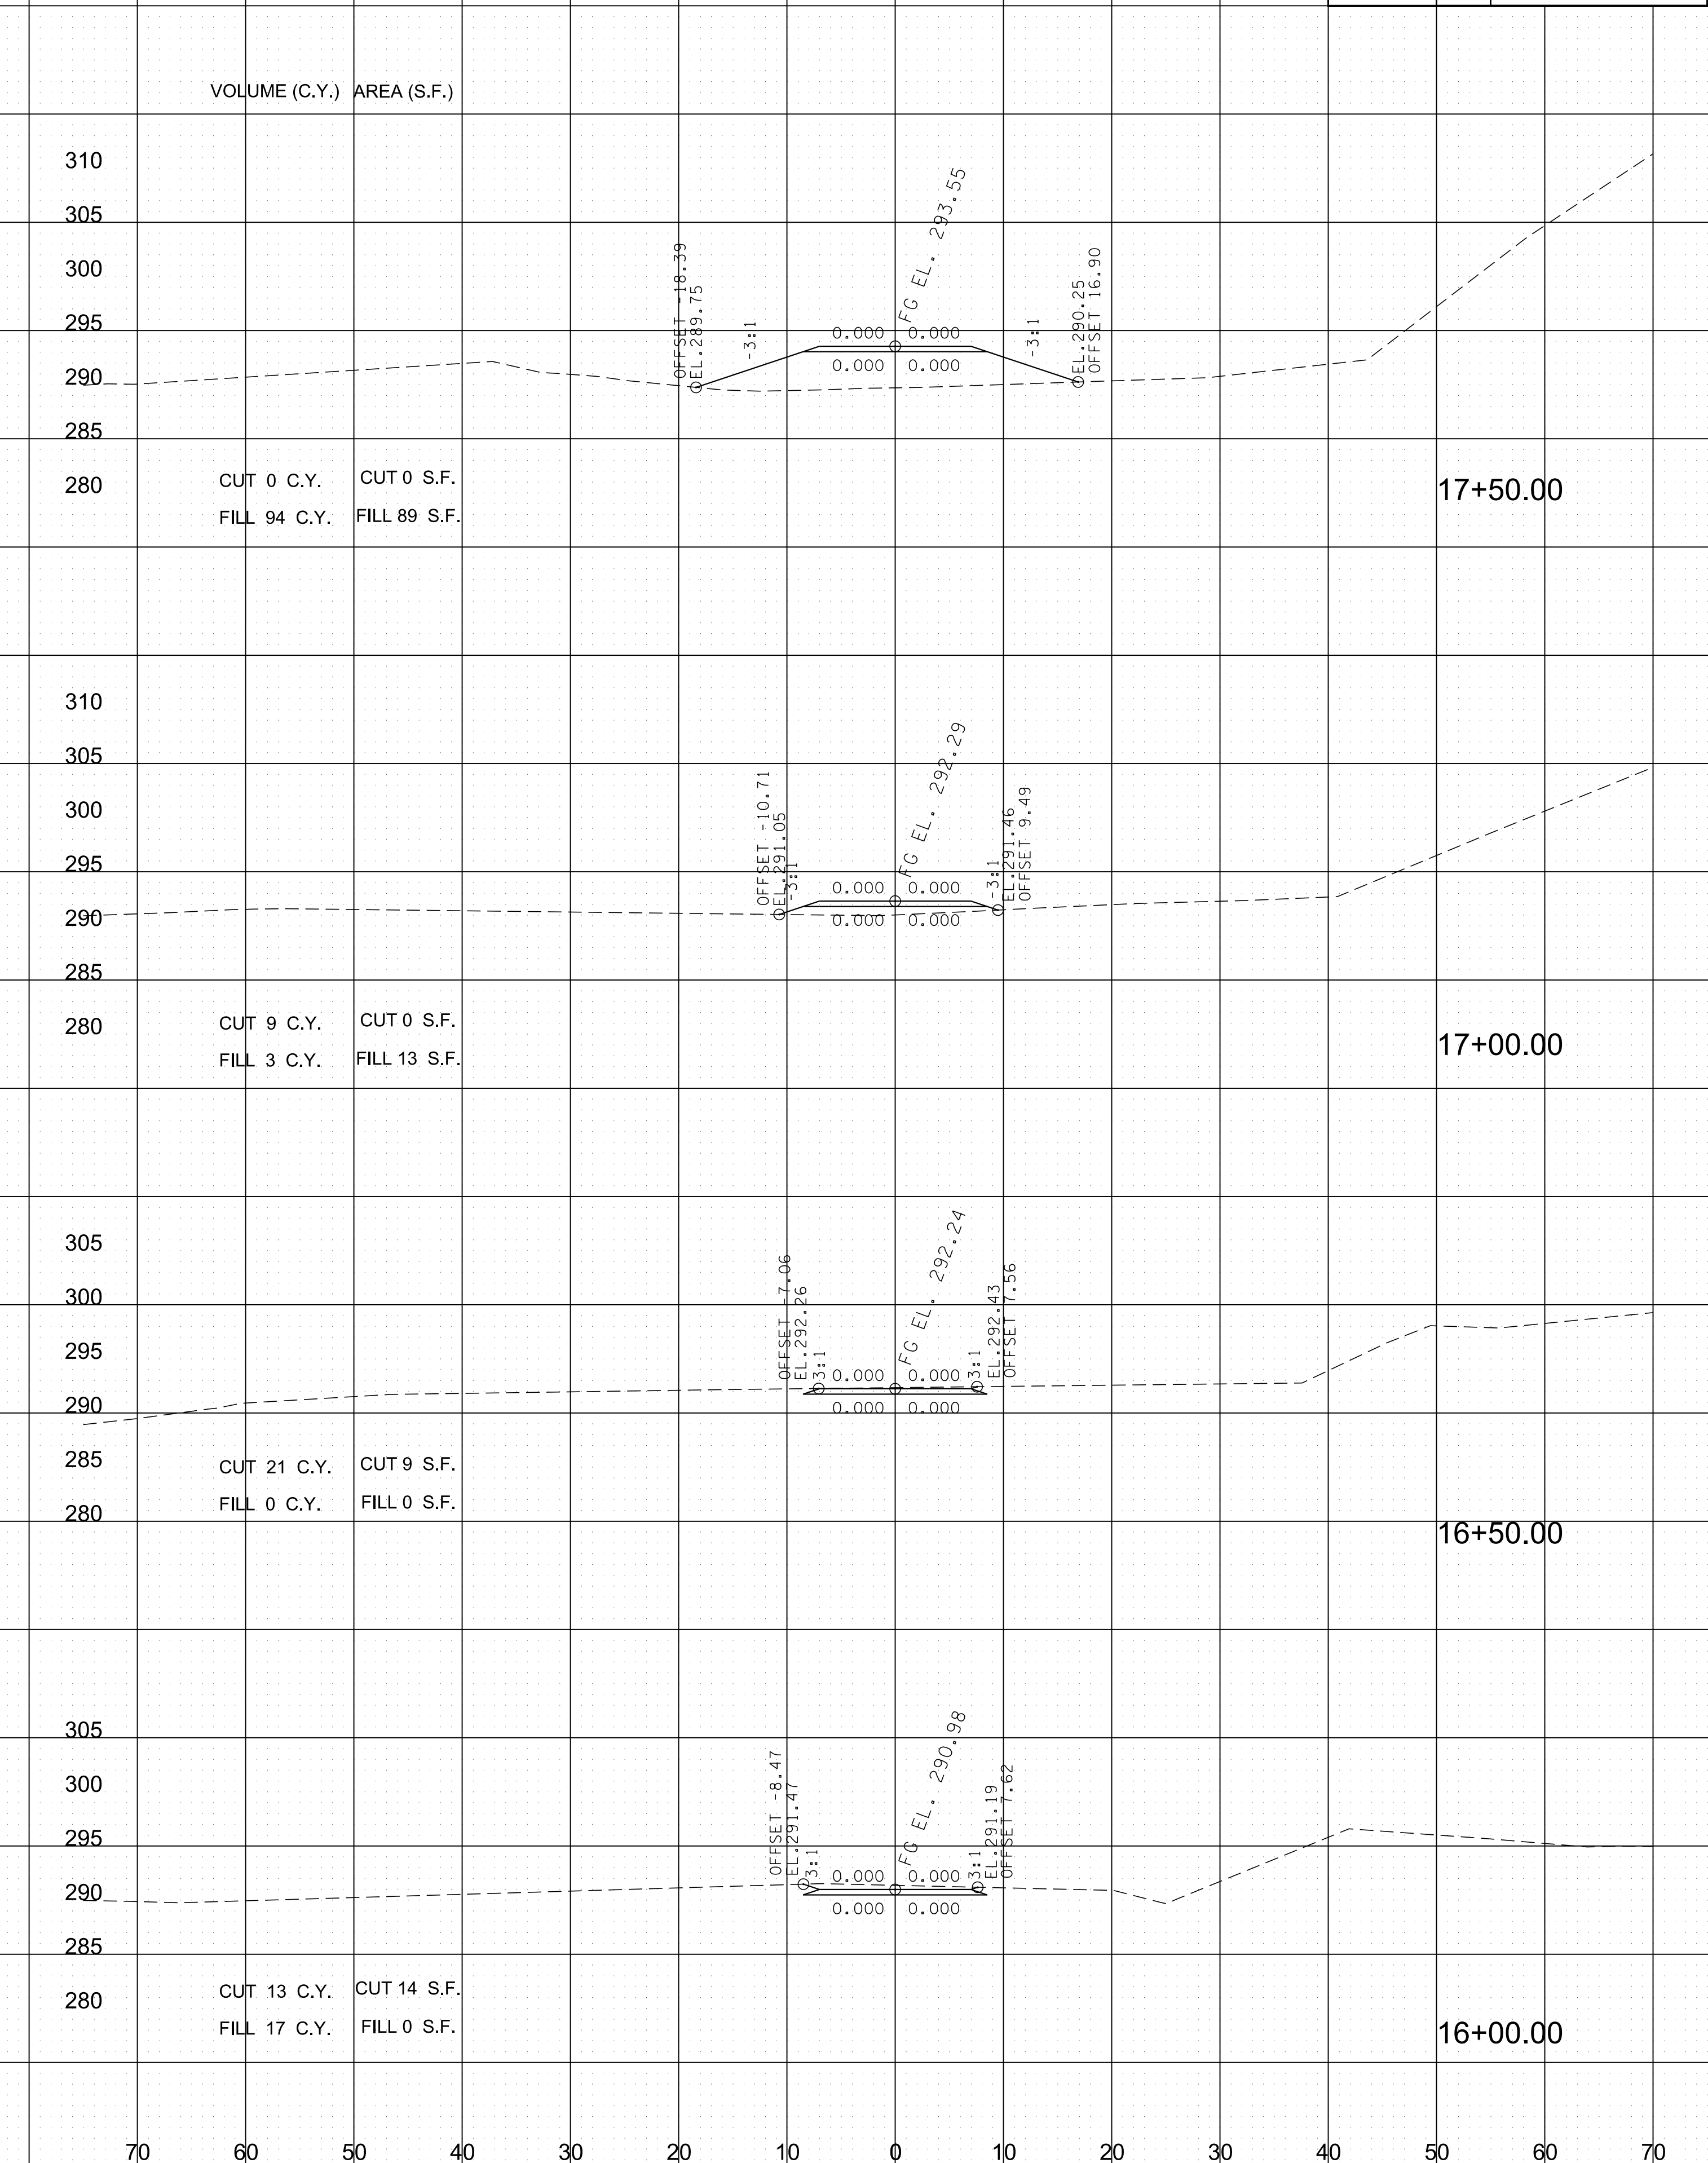 VOLUME (C.Y.) AREA (S.F.)
310
305
300
295
290
285
280
OFFSET -18.39
EL.289.75
-3:1
FG EL. 293.55
0.000 0.000
0.000 0.000
-3:1
EL.290.25
OFFSET 16.90
CUT 0 C.Y. CUT 0 S.F.
FILL 94 C.Y. FILL 89 S.F.
17+50.00
310
305
300
295
290
285
280
OFFSET -10.71
EL.291.05
-3:1
FG EL. 292.29
0.000 0.000
0.000 0.000
-3:1
EL.291.46
OFFSET 9.49
CUT 9 C.Y. CUT 0 S.F.
FILL 3 C.Y. FILL 13 S.F.
17+00.00
305
300
295
290
285
280
OFFSET -7.06
EL.292.26
3:1
FG EL. 292.24
0.000 0.000
0.000 0.000
3:1
EL.292.43
OFFSET 7.56
CUT 21 C.Y. CUT 9 S.F.
FILL 0 C.Y. FILL 0 S.F.
16+50.00
305
300
295
290
285
280
OFFSET -8.47
EL.291.47
3:1
FG EL. 290.98
0.000 0.000
0.000 0.000
3:1
EL.291.19
OFFSET 7.62
CUT 13 C.Y. CUT 14 S.F.
FILL 17 C.Y. FILL 0 S.F.
16+00.00
70 60 50 40 30 20 10 0 10 20 30 40 50 60 70